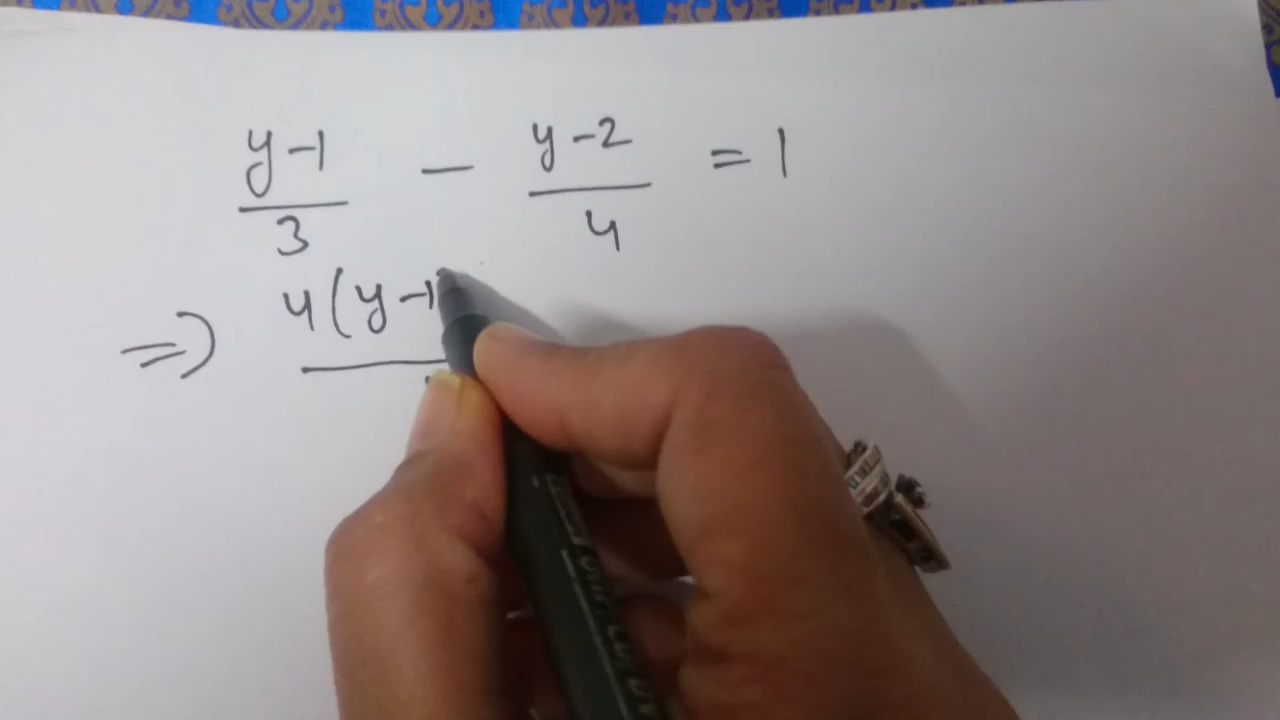 y-1/3 - y-2/4 = 1
=> 4(y-1